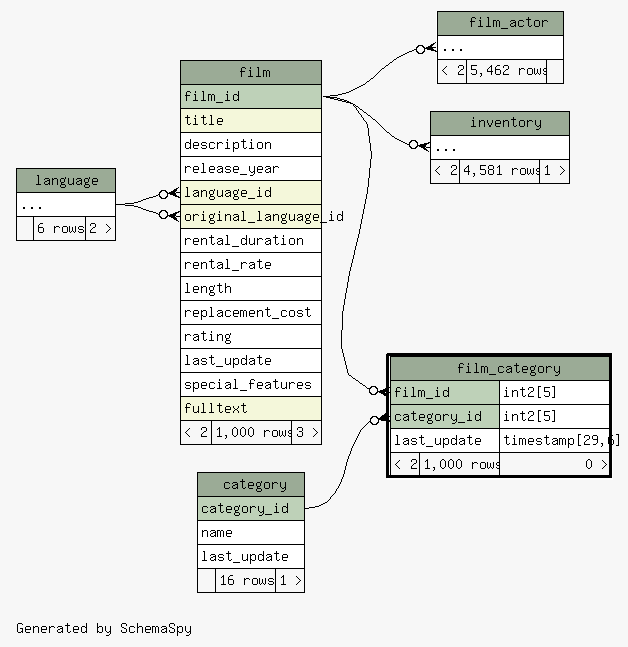 film_actor
...
< 2 5,462 rows
film
film_id
title
description
release_year
language_id
original_language_id
rental_duration
rental_rate
length
replacement_cost
rating
last_update
special_features
fulltext
< 2 1,000 rows 3 >
inventory
...
< 2 4,581 rows 1 >
language
...
6 rows 2 >
film_category
film_id int2[5]
category_id int2[5]
last_update timestamp[29,6]
< 2 1,000 rows 0 >
category
category_id
name
last_update
16 rows 1 >
Generated by SchemaSpy